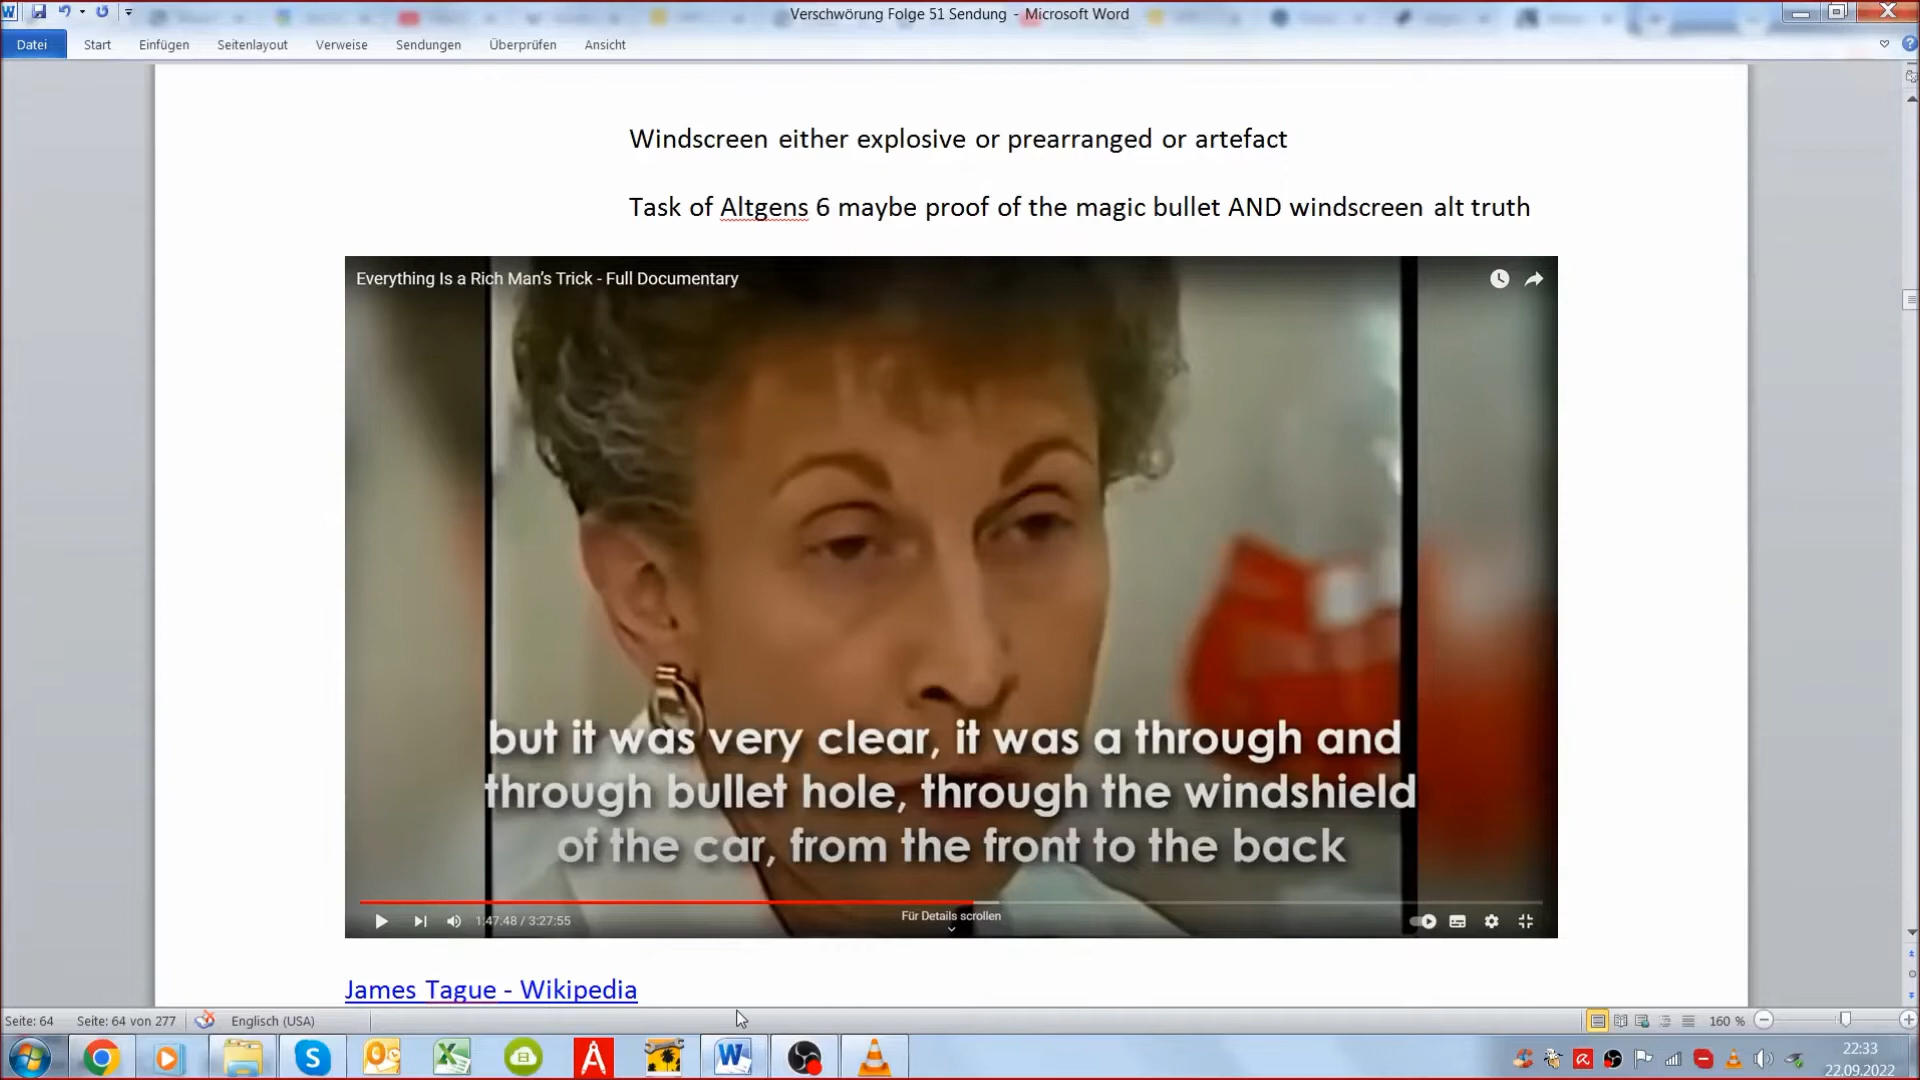 Verschwörung Folge 51 Sendung - Microsoft Word
Datei Start Einfügen Seitenlayout Verweise Sendungen Überprüfen Ansicht
Windscreen either explosive or prearranged or artefact
Task of Altgens 6 maybe proof of the magic bullet AND windscreen alt truth
Everything Is a Rich Man's Trick - Full Documentary
but it was very clear, it was a through and
through bullet hole, through the windshield
of the car, from the front to the back
Für Details scrollen
1:47:48 / 3:27:55
James Tague - Wikipedia
Seite: 64 Seite: 64 von 277 Englisch (USA) 160 %
22:33
22.09.2022